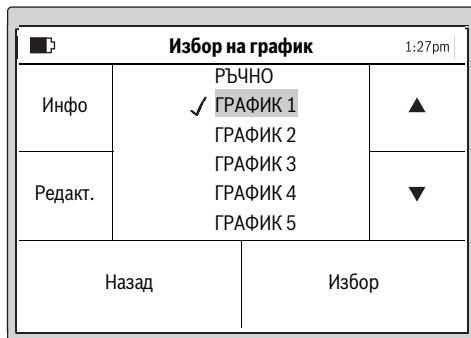 Избор на график 1:27pm
РЪЧНО
Инфо
✓ ГРАФИК 1
▲
ГРАФИК 2
ГРАФИК 3
Редакт.
ГРАФИК 4
▼
ГРАФИК 5
Назад
Избор